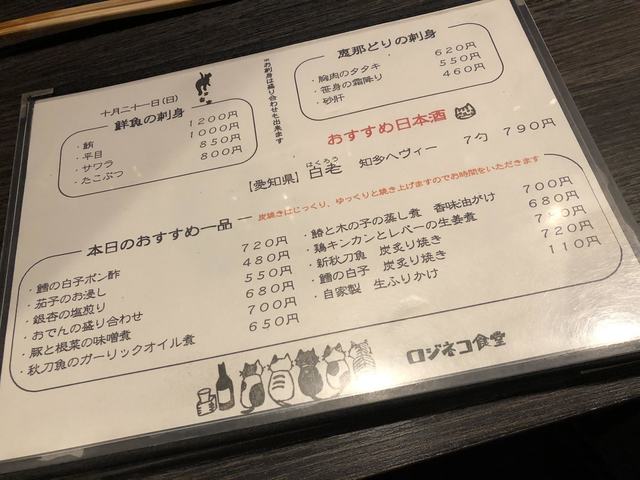 十月二十一日(日)
鮮魚の刺身
・鮪 1200円
・平目 1000円
・サワラ 850円
・たこぶつ 800円
※お刺身は盛り合わせも出来ます
恵那どりの刺身
・胸肉のタタキ 620円
・笹身の霜降り 550円
・砂肝 460円
おすすめ日本酒
はくろう
【愛知県】 白老 知多ヘヴィー 7勺 790円
本日のおすすめ一品 ― 炭焼きはじっくり、ゆっくりと焼き上げますのでお時間をいただきます
・鱈の白子ポン酢 720円
・茄子のお浸し 480円
・銀杏の塩煎り 550円
・おでんの盛り合わせ 680円
・豚と根菜の味噌煮 700円
・秋刀魚のガーリックオイル煮 650円
・鰆と木の子の蒸し煮 香味油がけ 700円
・鶏キンカンとレバーの生姜煮 680円
・新秋刀魚 炭炙り焼き
・鱈の白子 炭炙り焼き 720円
・自家製 生ふりかけ 110円
ロジネコ食堂